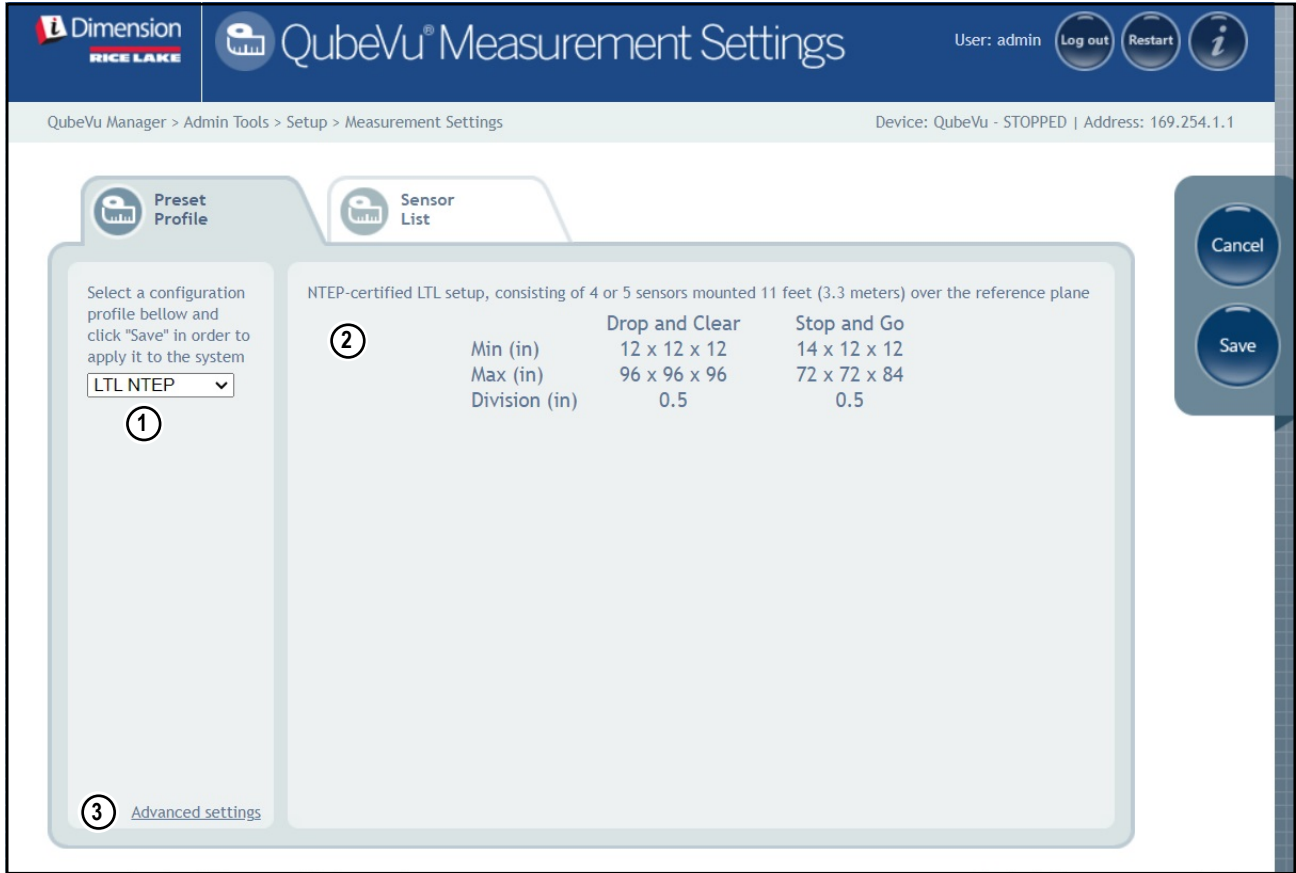 i Dimension
RICE LAKE
QubeVu® Measurement Settings
User: admin
Log out
Restart
i
QubeVu Manager > Admin Tools > Setup > Measurement Settings
Device: QubeVu - STOPPED | Address: 169.254.1.1
Preset
Profile
Sensor
List
Cancel
Save
Select a configuration
profile bellow and
click "Save" in order to
apply it to the system
LTL NTEP
1
NTEP-certified LTL setup, consisting of 4 or 5 sensors mounted 11 feet (3.3 meters) over the reference plane
2
Drop and Clear Stop and Go
Min (in) 12 x 12 x 12 14 x 12 x 12
Max (in) 96 x 96 x 96 72 x 72 x 84
Division (in) 0.5 0.5
3
Advanced settings